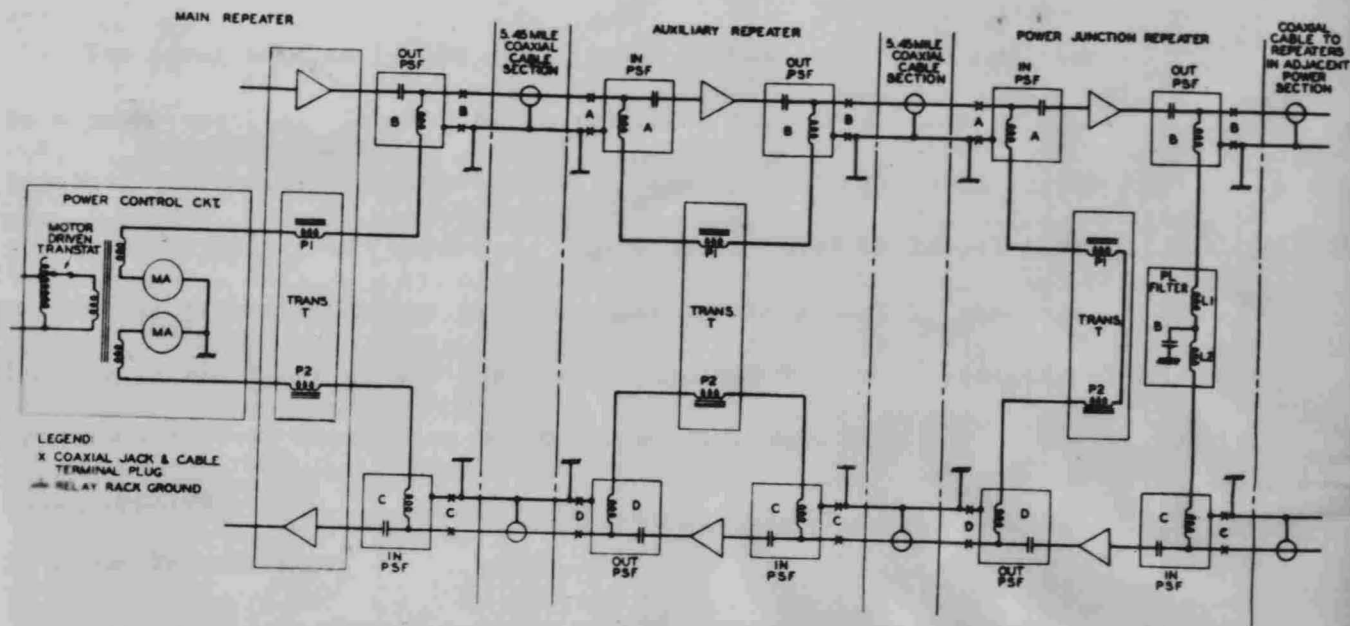 MAIN REPEATER
5.45 MILE
COAXIAL
CABLE
SECTION
AUXILIARY REPEATER
5.45 MILE
COAXIAL
CABLE
SECTION
POWER JUNCTION REPEATER
COAXIAL
CABLE TO
REPEATERS
IN ADJACENT
POWER
SECTION
OUT
PSF
IN
PSF
OUT
PSF
IN
PSF
OUT
PSF
B
B
A
A
B
B
A
A
B
B
POWER CONTROL CKT.
MOTOR
DRIVEN
TRANSTAT
MA
MA
P1
TRANS.
T
P2
P1
TRANS.
T
P2
P1
TRANS.
T
P2
PL
FILTER
L1
B
L2
LEGEND:
X COAXIAL JACK & CABLE
TERMINAL PLUG
RELAY RACK GROUND
C
C
D
D
C
C
D
D
C
C
IN
PSF
OUT
PSF
IN
PSF
OUT
PSF
IN
PSF